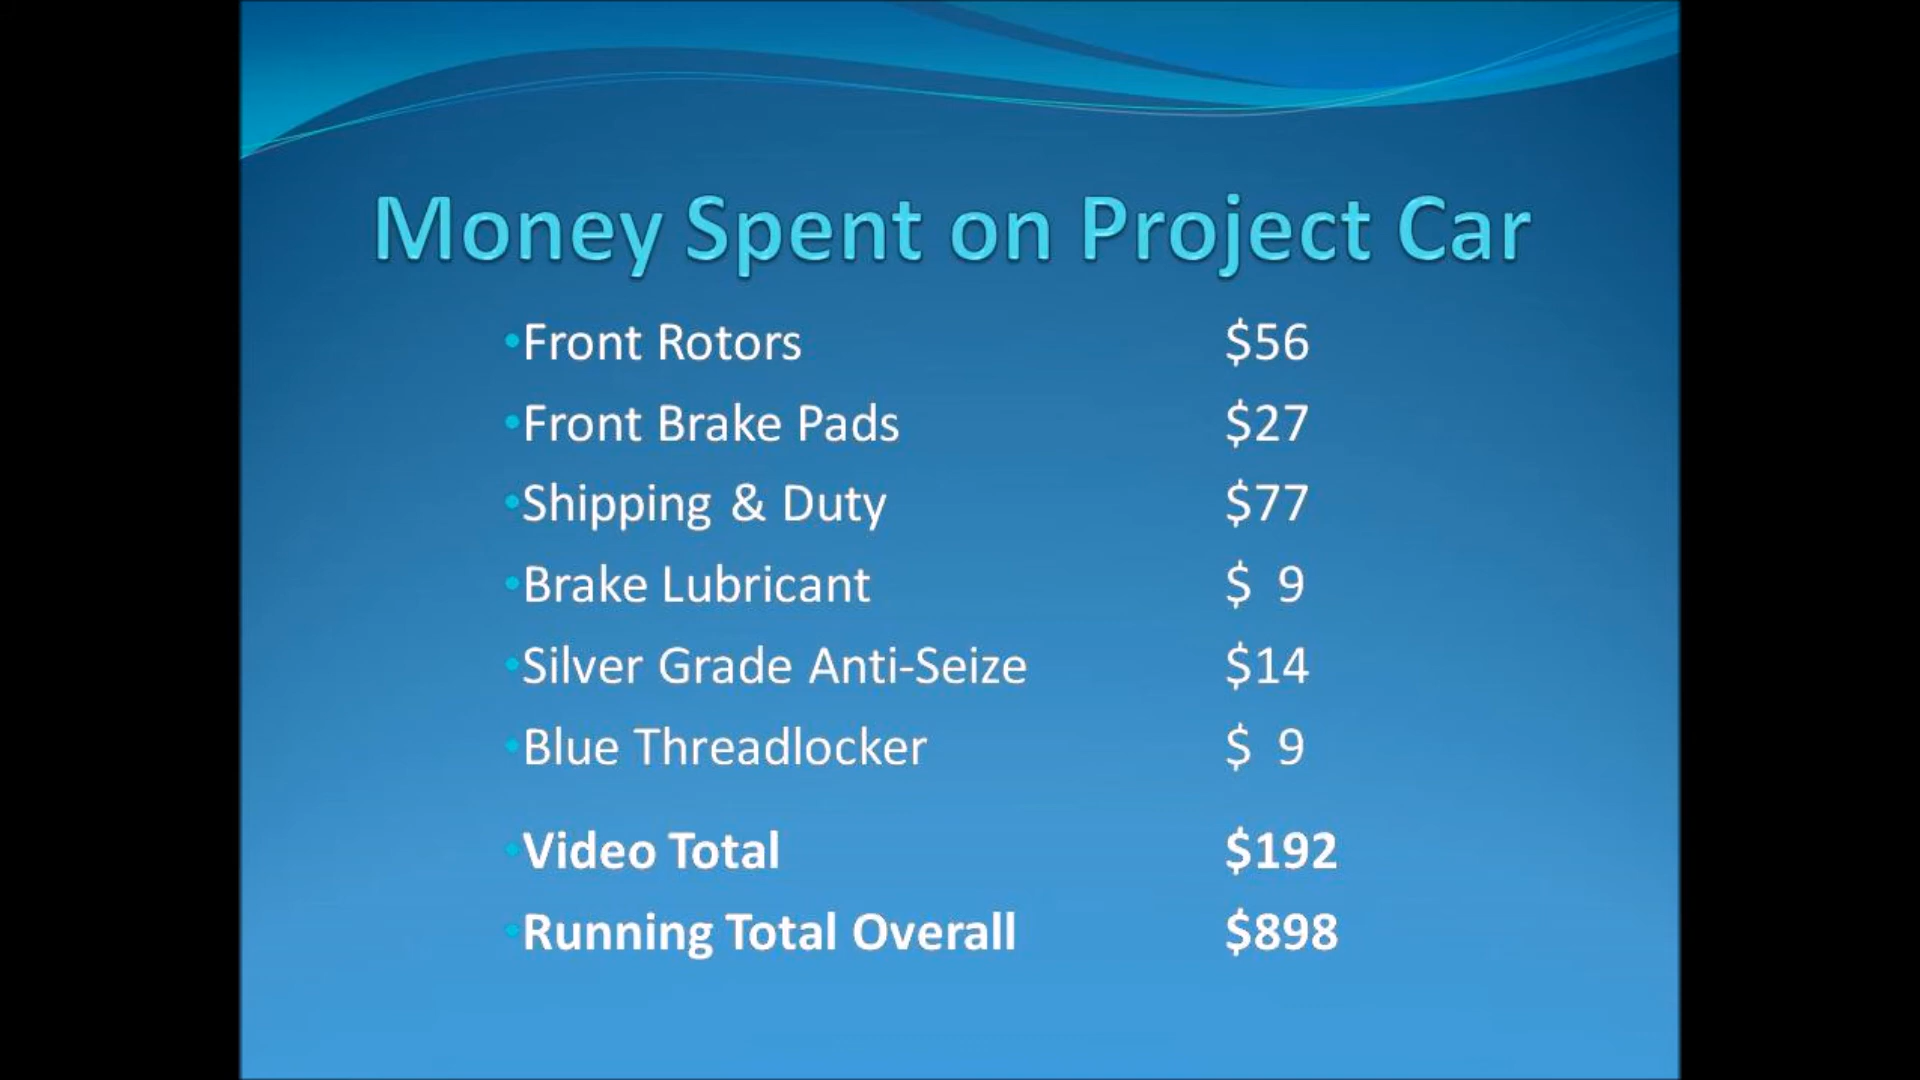 Money Spent on Project Car
•Front Rotors $56
•Front Brake Pads $27
•Shipping & Duty $77
•Brake Lubricant $ 9
•Silver Grade Anti-Seize $14
•Blue Threadlocker $ 9
•Video Total $192
•Running Total Overall $898